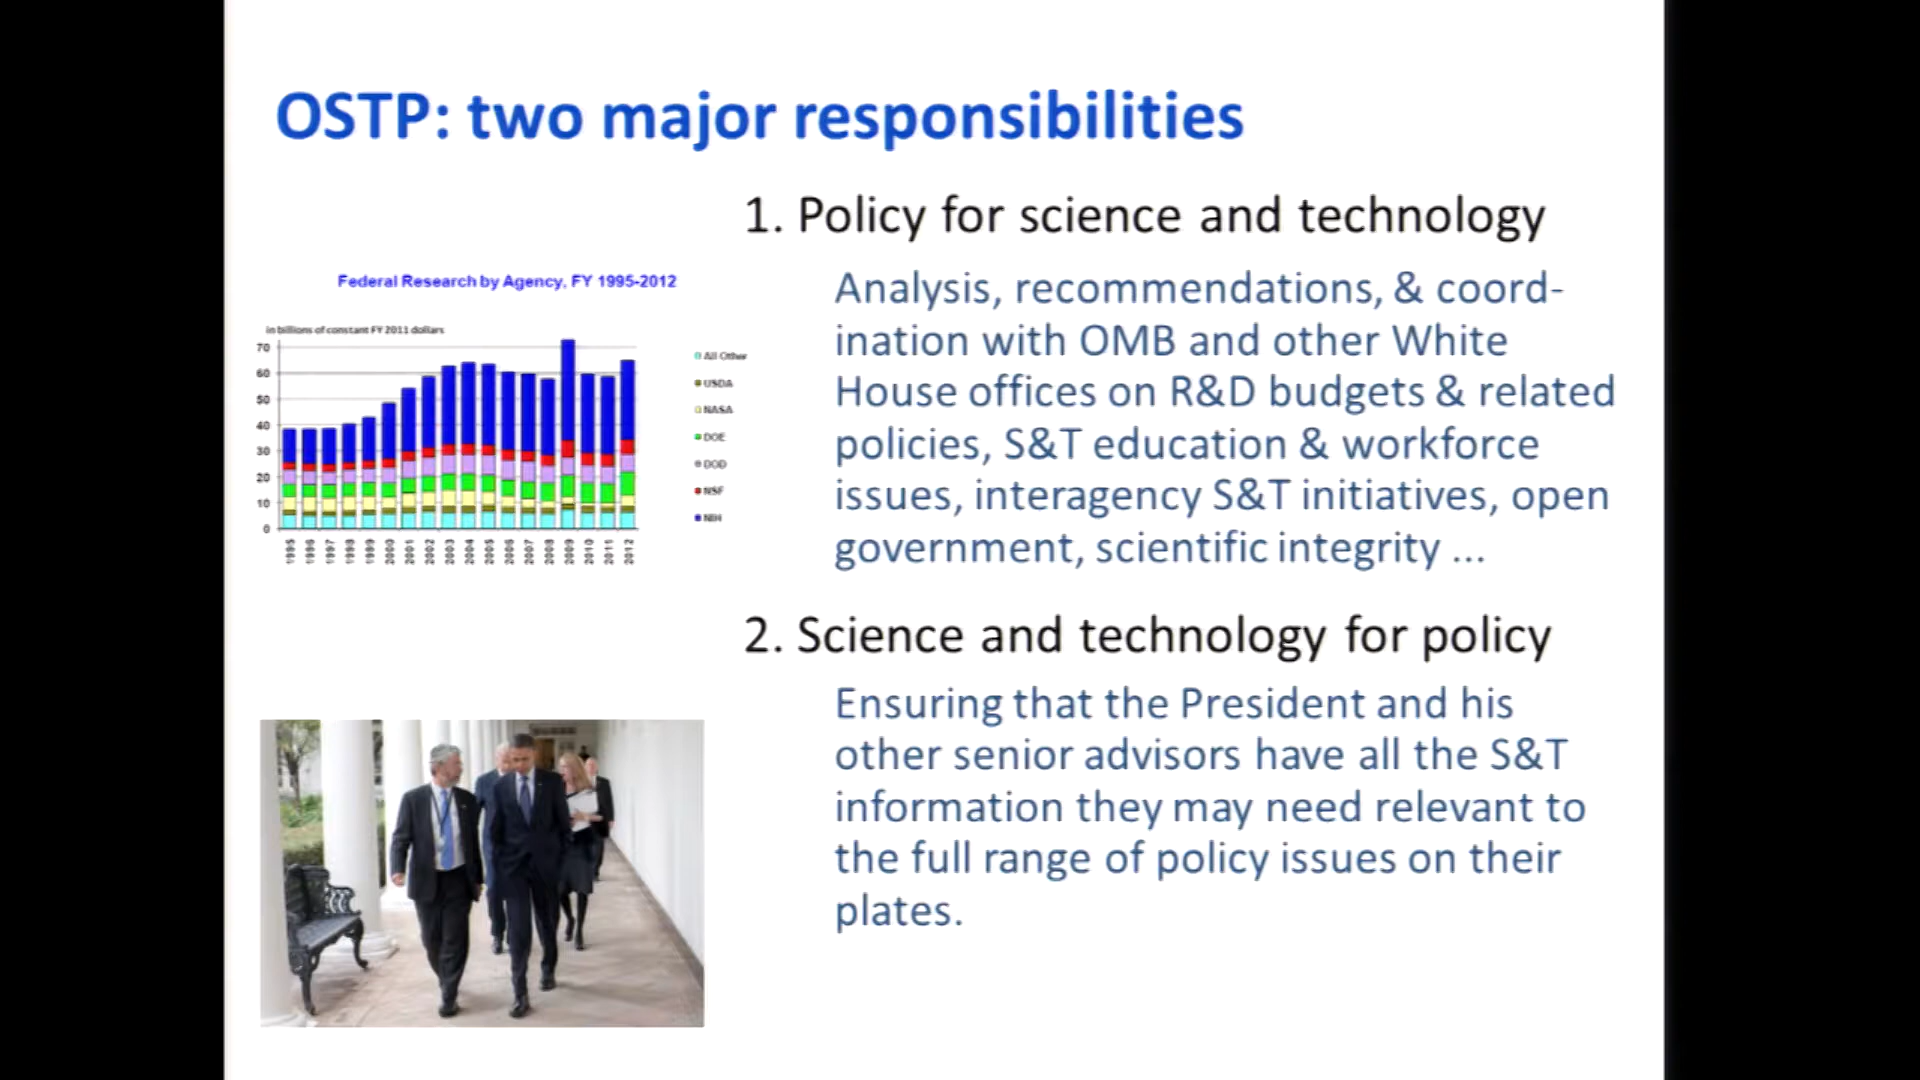 OSTP: two major responsibilities
1. Policy for science and technology
Analysis, recommendations, & coord-
ination with OMB and other White
House offices on R&D budgets & related
policies, S&T education & workforce
issues, interagency S&T initiatives, open
government, scientific integrity ...
2. Science and technology for policy
Ensuring that the President and his
other senior advisors have all the S&T
information they may need relevant to
the full range of policy issues on their
plates.
Federal Research by Agency, FY 1995-2012
in billions of constant FY 2011 dollars
70
60
50
40
30
20
10
0
1995
1996
1997
1998
1999
2000
2001
2002
2003
2004
2005
2006
2007
2008
2009
2010
2011
2012
All Other
USDA
NASA
DOE
DOD
NSF
NIH